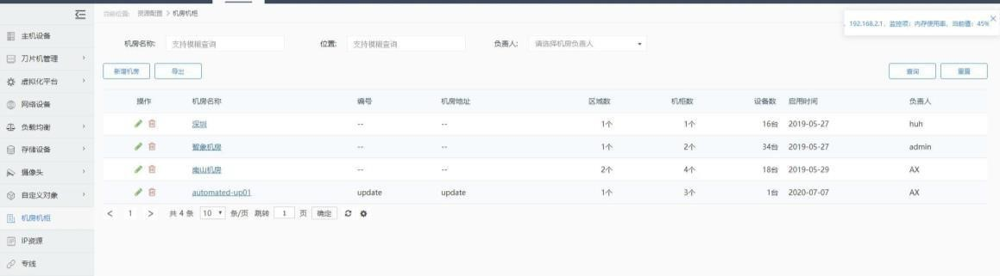 当前位置: 资源配置 > 机房机柜
192.168.2.1，监控项：内存使用率，当前值：45%
主机设备
刀片机管理
虚拟化平台
网络设备
负载均衡
存储设备
摄像头
自定义对象
机房机柜
IP资源
专线
机房名称: 支持模糊查询 位置: 支持模糊查询 负责人: 请选择机房负责人
新增机房 导出 查询 重置
操作 机房名称 编号 机房地址 区域数 机柜数 设备数 启用时间 负责人
深圳 -- -- 1个 1个 16台 2019-05-27 huh
智象机房 -- -- 1个 2个 34台 2019-05-27 admin
南山机房 -- -- 2个 4个 18台 2019-05-29 AX
automated-up01 update update 1个 3个 1台 2020-07-07 AX
< 1 > 共 4 条 10 条/页 跳转 1 页 确定